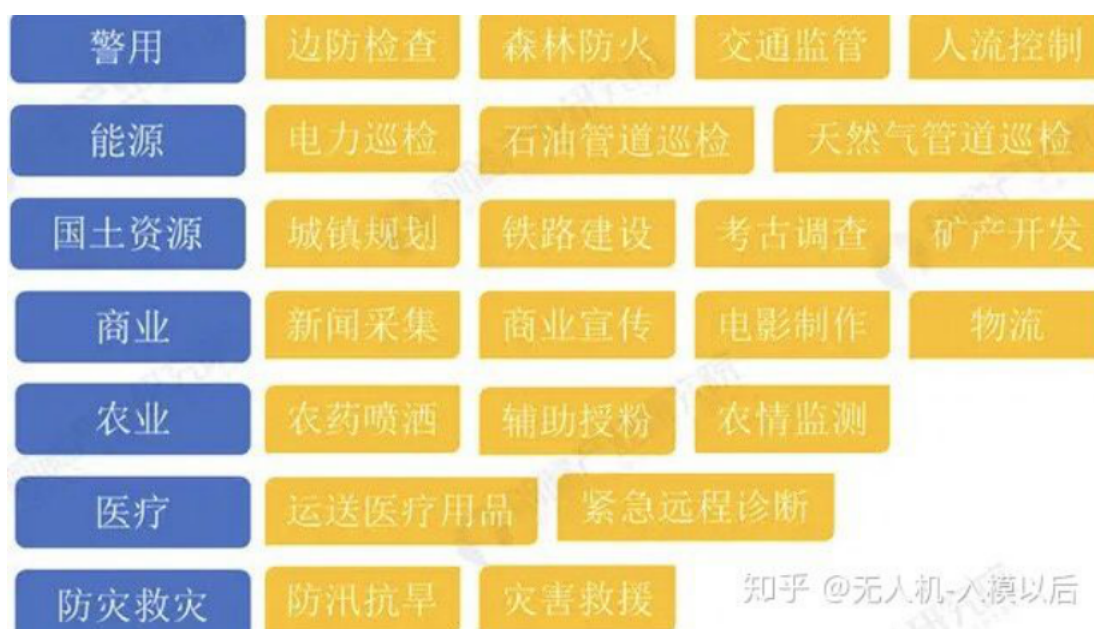 警用 边防检查 森林防火 交通监管 人流控制
能源 电力巡检 石油管道巡检 天然气管道巡检
国土资源 城镇规划 铁路建设 考古调查 矿产开发
商业 新闻采集 商业宣传 电影制作 物流
农业 农药喷洒 辅助授粉 农情监测
医疗 运送医疗用品 紧急远程诊断
防灾救灾 防汛抗旱 灾害救援
知乎 @无人机-入模以后